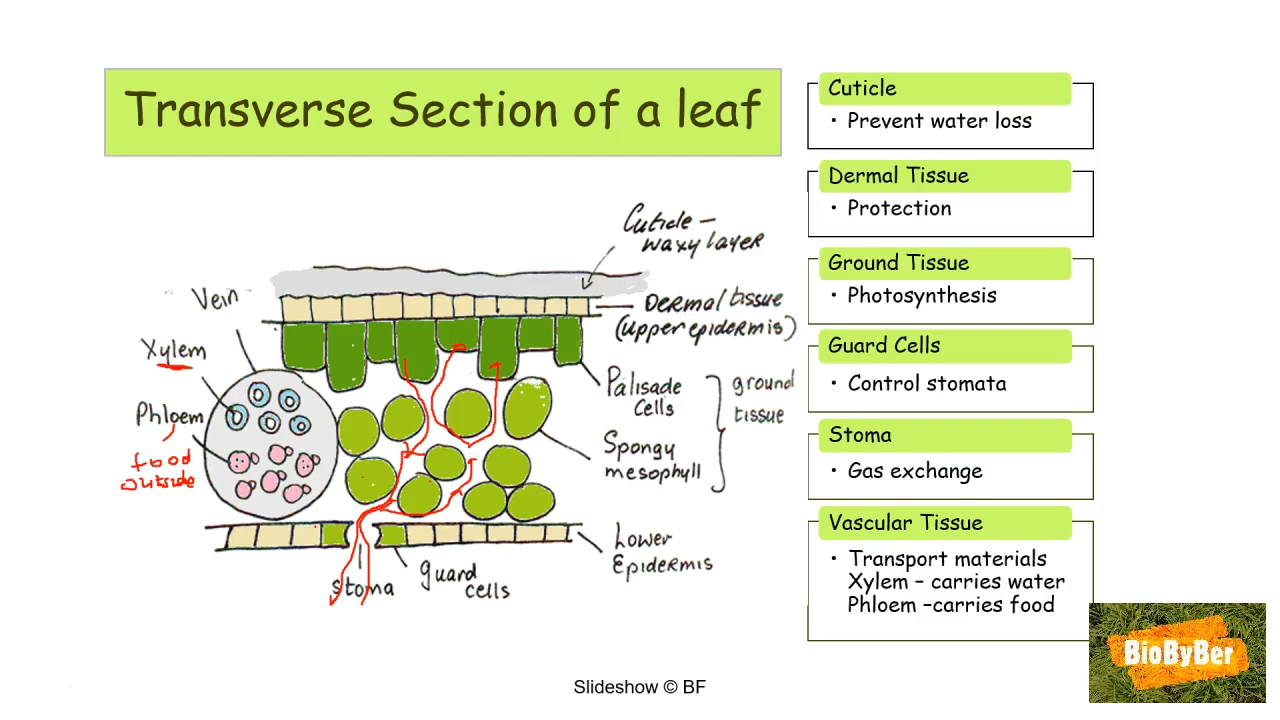 Transverse Section of a leaf
Cuticle –
waxy layer
Vein
Dermal tissue
(Upper epidermis)
Xylem
Palisade
cells
ground
tissue
Phloem
food
outside
Spongy
mesophyll
Lower
Epidermis
Stoma
guard
cells
Cuticle
• Prevent water loss
Dermal Tissue
• Protection
Ground Tissue
• Photosynthesis
Guard Cells
• Control stomata
Stoma
• Gas exchange
Vascular Tissue
• Transport materials
Xylem – carries water
Phloem –carries food
BioByBer
Slideshow © BF